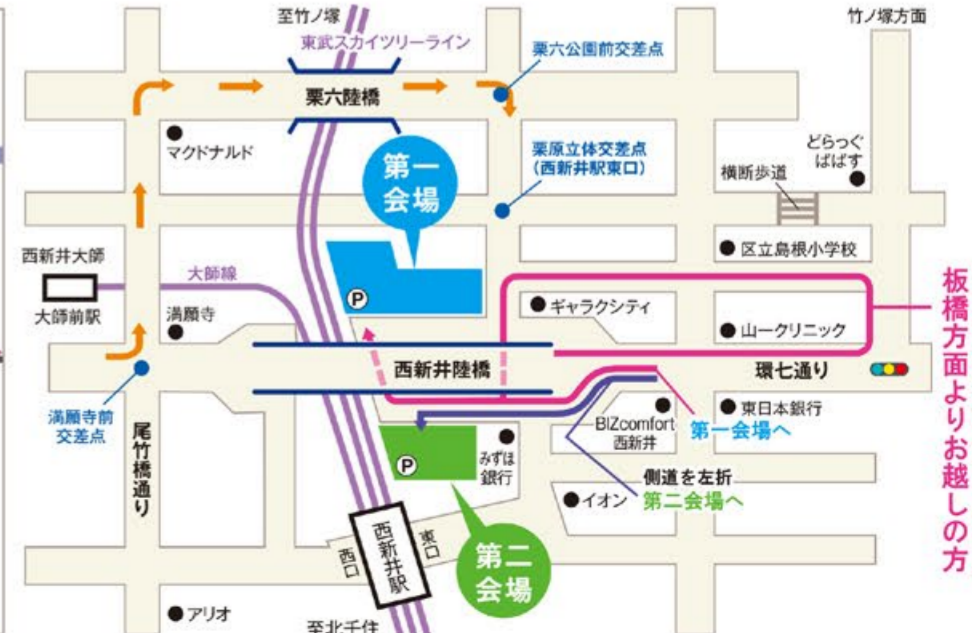 至竹ノ塚
東武スカイツリーライン
竹ノ塚方面
栗六公園前交差点
栗六陸橋
マクドナルド
第一
会場
栗原立体交差点
(西新井駅東口)
どらっぐ
ぱぱす
横断歩道
区立島根小学校
西新井大師
大師線
大師前駅
満願寺
P
ギャラクシティ
山一クリニック
西新井陸橋
環七通り
満願寺前
交差点
尾竹橋通り
BIZcomfort
西新井
東日本銀行
第一会場へ
P
みずほ
銀行
側道を左折
第二会場へ
イオン
板橋方面よりお越しの方
西口
西新井駅
東口
第二
会場
アリオ
至北千住